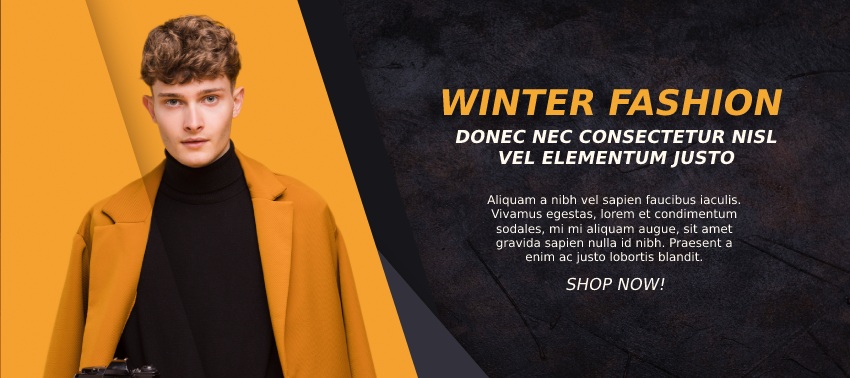 WINTER FASHION
DONEC NEC CONSECTETUR NISL
VEL ELEMENTUM JUSTO
Aliquam a nibh vel sapien faucibus iaculis.
Vivamus egestas, lorem et condimentum
sodales, mi mi aliquam augue, sit amet
gravida sapien nulla id nibh. Praesent a
enim ac justo lobortis blandit.
SHOP NOW!